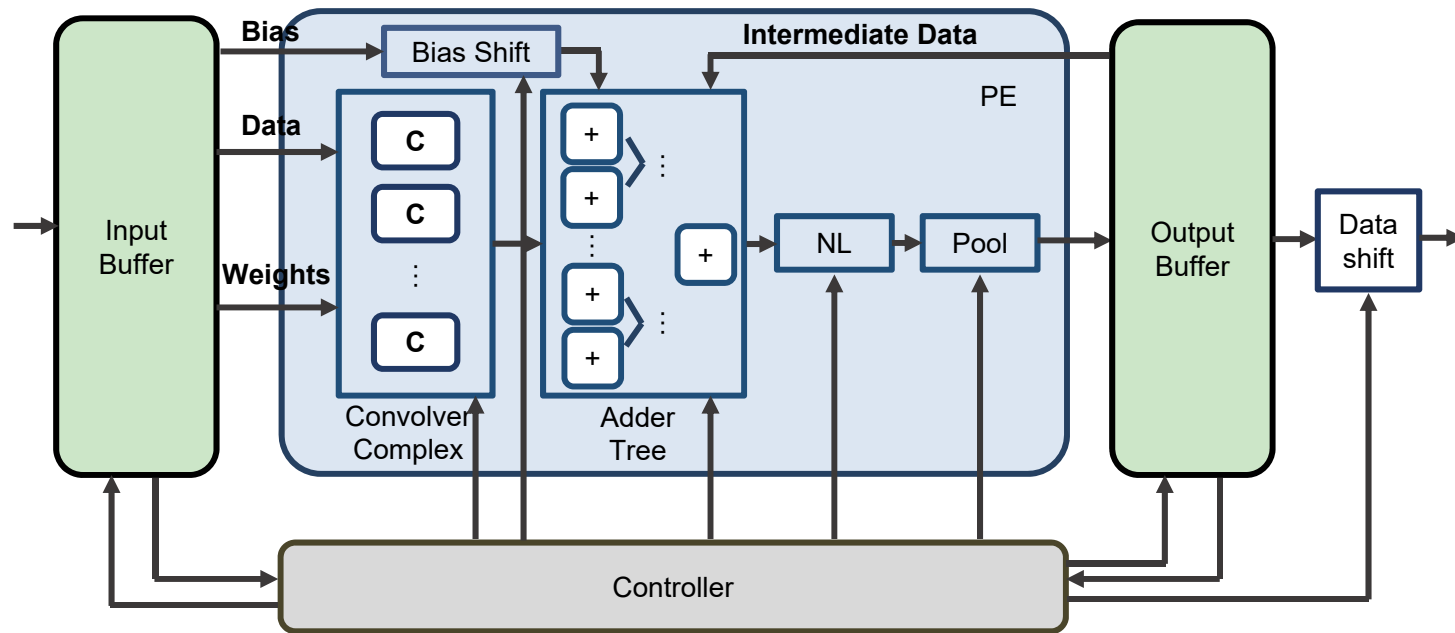 Bias
Bias Shift
Intermediate Data
PE
Data
C
C
⋮
C
Weights
Input
Buffer
+
+
⋮
⋮
+
+
+
⋮
NL
Pool
Output
Buffer
Data
shift
Convolver
Complex
Adder
Tree
Controller